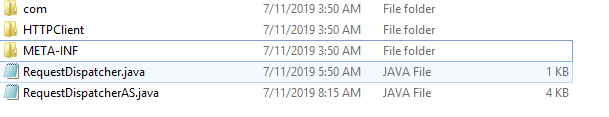 com 7/11/2019 3:50 AM File folder
HTTPClient 7/11/2019 3:50 AM File folder
META-INF 7/11/2019 3:50 AM File folder
RequestDispatcher.java 7/11/2019 5:50 AM JAVA File 1 KB
RequestDispatcherAS.java 7/11/2019 8:15 AM JAVA File 4 KB